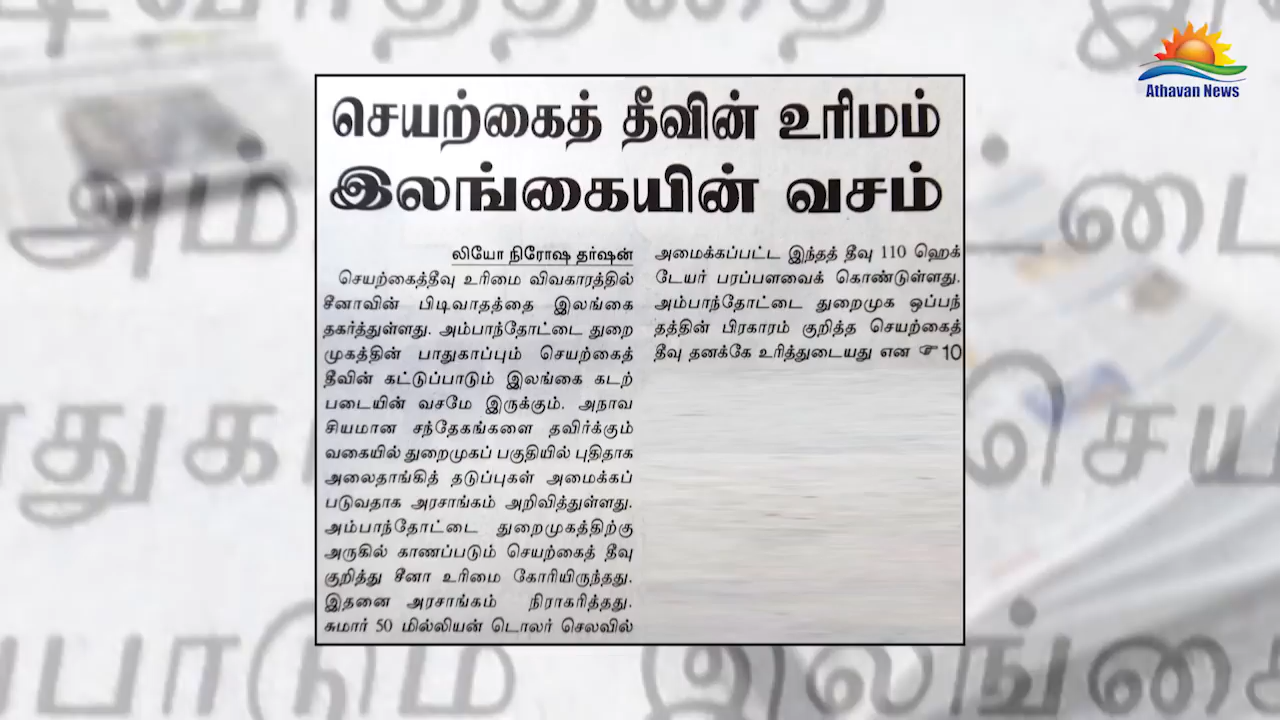 Athavan News
செயற்கைத் தீவின் உரிமம்
இலங்கையின் வசம்
லியோ நிரோஷ தர்ஷன்
செயற்கைத்தீவு உரிமை விவகாரத்தில்
சீனாவின் பிடிவாதத்தை இலங்கை
தகர்த்துள்ளது. அம்பாந்தோட்டை துறை
முகத்தின் பாதுகாப்பும் செயற்கைத்
தீவின் கட்டுப்பாடும் இலங்கை கடற்
படையின் வசமே இருக்கும். அநாவ
சியமான சந்தேகங்களை தவிர்க்கும்
வகையில் துறைமுகப் பகுதியில் புதிதாக
அலைதாங்கித் தடுப்புகள் அமைக்கப்
படுவதாக அரசாங்கம் அறிவித்துள்ளது.
அம்பாந்தோட்டை துறைமுகத்திற்கு
அருகில் காணப்படும் செயற்கைத் தீவு
குறித்து சீனா உரிமை கோரியிருந்தது.
இதனை அரசாங்கம் நிராகரித்தது.
சுமார் 50 மில்லியன் டொலர் செலவில்
அமைக்கப்பட்ட இந்தத் தீவு 110 ஹெக்
டேயர் பரப்பளவைக் கொண்டுள்ளது.
அம்பாந்தோட்டை துறைமுக ஒப்பந்
தத்தின் பிரகாரம் குறித்த செயற்கைத்
தீவு தனக்கே உரித்துடையது என ☞ 10